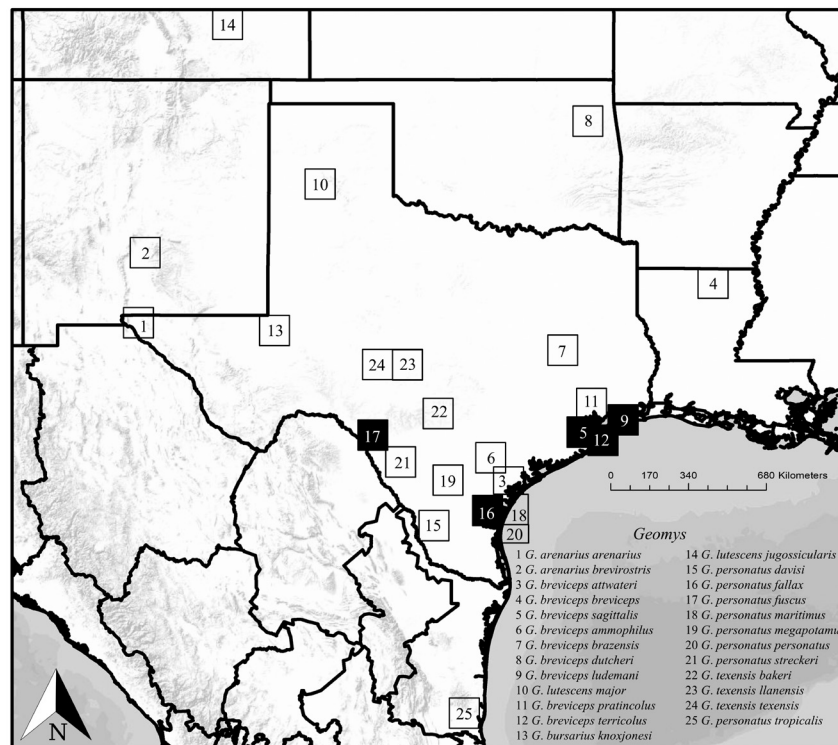 14
8
10
2
4
1
13
7
24
23
11
22
9
5
12
17
6
21
19
3
16
18
15
20
25
0 170 340 680 Kilometers
N
Geomys
1 G. arenarius arenarius
2 G. arenarius brevirostris
3 G. breviceps attwateri
4 G. breviceps breviceps
5 G. breviceps sagittalis
6 G. breviceps ammophilus
7 G. breviceps brazensis
8 G. breviceps dutcheri
9 G. breviceps ludemani
10 G. lutescens major
11 G. breviceps pratincolus
12 G. breviceps terricolus
13 G. bursarius knoxjonesi
14 G. lutescens jugossicularis
15 G. personatus davisi
16 G. personatus fallax
17 G. personatus fuscus
18 G. personatus maritimus
19 G. personatus megapotamu
20 G. personatus personatus
21 G. personatus streckeri
22 G. texensis bakeri
23 G. texensis llanensis
24 G. texensis texensis
25 G. personatus tropicalis